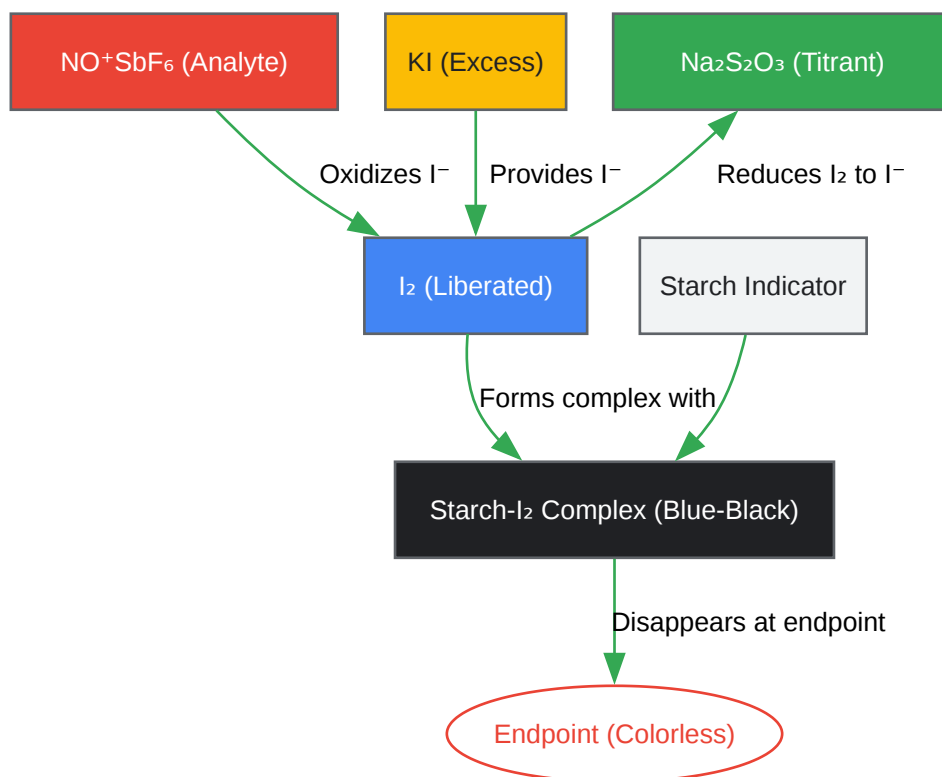 NO⁺SbF₆ (Analyte)
KI (Excess)
Na₂S₂O₃ (Titrant)
Oxidizes I⁻
Provides I⁻
Reduces I₂ to I⁻
I₂ (Liberated)
Starch Indicator
Forms complex with
Starch-I₂ Complex (Blue-Black)
Disappears at endpoint
Endpoint (Colorless)